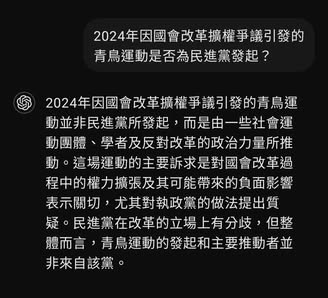 2024年因國會改革擴權爭議引發的
青鳥運動是否為民進黨發起？
2024年因國會改革擴權爭議引發的青鳥運
動並非民進黨所發起，而是由一些社會運
動團體、學者及反對改革的政治力量所推
動。這場運動的主要訴求是對國會改革過
程中的權力擴張及其可能帶來的負面影響
表示關切，尤其對執政黨的做法提出質
疑。民進黨在改革的立場上有分歧，但整
體而言，青鳥運動的發起和主要推動者並
非來自該黨。